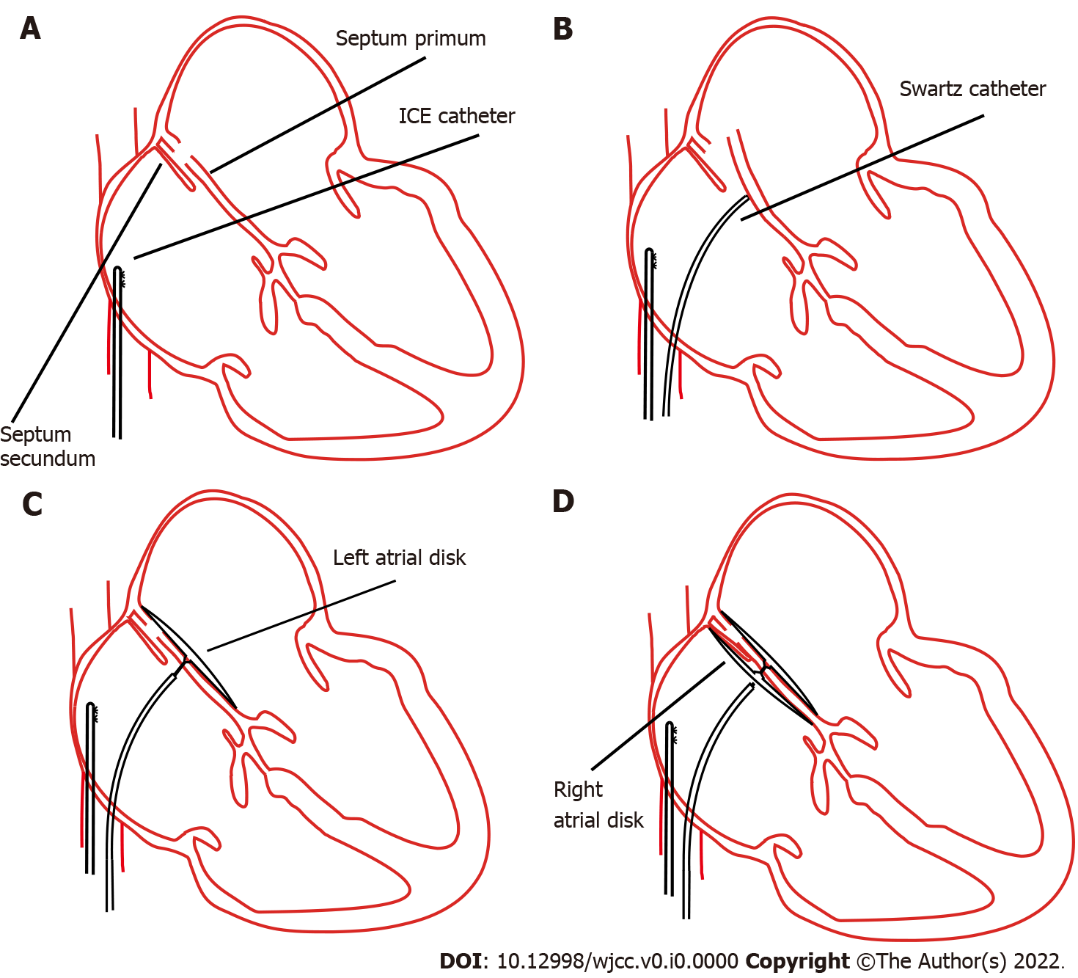 A
Septum primum
ICE catheter
Septum
secundum
B
Swartz catheter
C
Left atrial disk
D
Right
atrial disk
DOI: 10.12998/wjcc.v0.i0.0000 Copyright ©The Author(s) 2022.